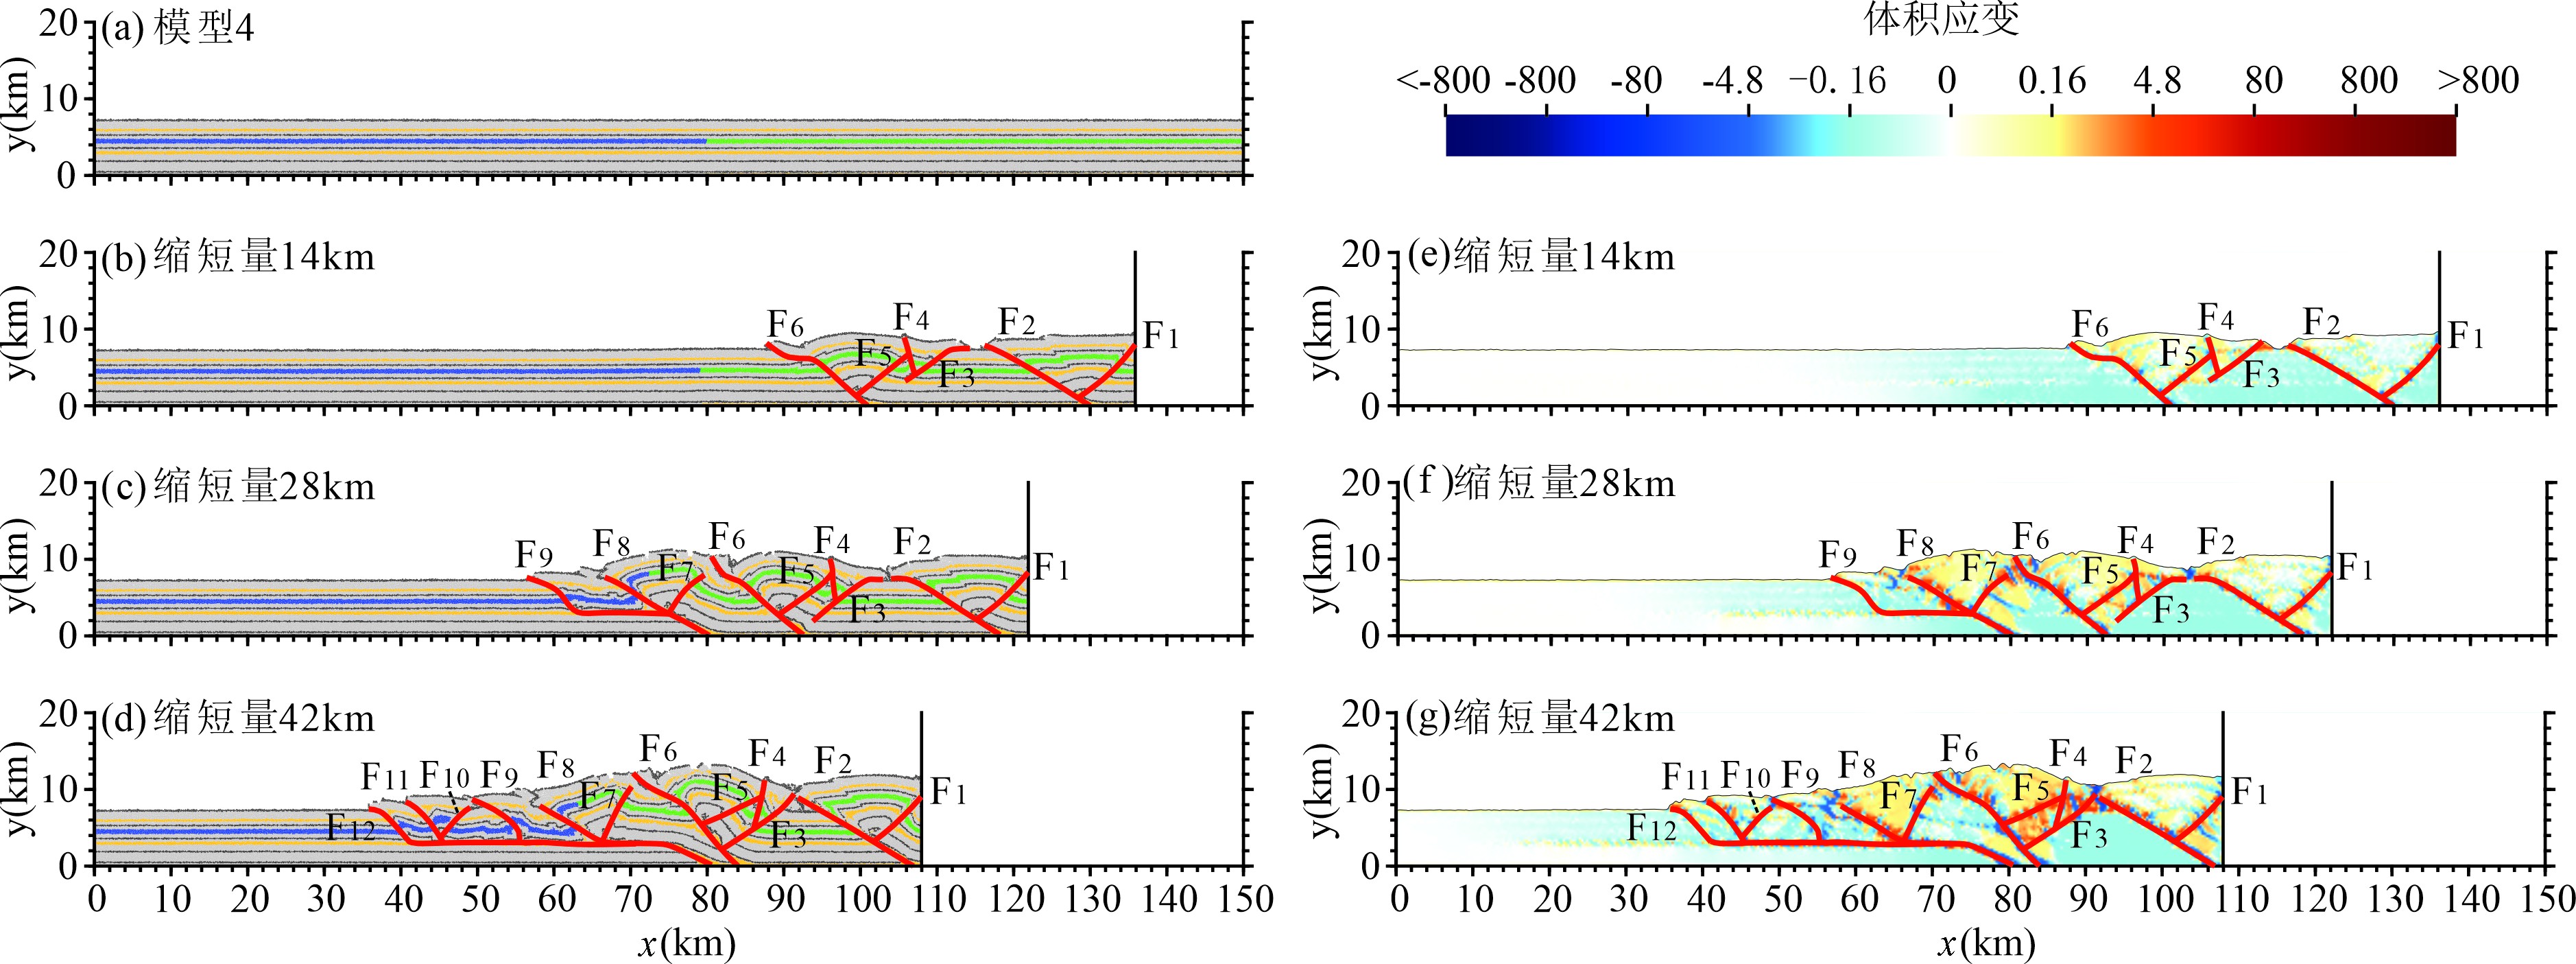 (a) 模型4
20
10
0
y(km)
体积应变
<-800 -800 -80 -4.8 −0.16 0 0.16 4.8 80 800 >800
(b) 缩短量14km
20
10
0
y(km)
F6 F4 F2 F1
F5 F3
(e)缩短量14km
20
10
0
y(km)
F6 F4 F2 F1
F5 F3
(c) 缩短量28km
20
10
0
y(km)
F9 F8 F6 F4 F2 F1
F7 F5 F3
(f)缩短量28km
20
10
0
y(km)
F9 F8 F6 F4 F2 F1
F7 F5 F3
(d)缩短量42km
20
10
0
y(km)
F11 F10 F9 F8 F6 F4 F2 F1
F12 F7 F5 F3
0 10 20 30 40 50 60 70 80 90 100 110 120 130 140 150
x(km)
(g)缩短量42km
20
10
0
y(km)
F11 F10 F9 F8 F6 F4 F2 F1
F12 F7 F5 F3
0 10 20 30 40 50 60 70 80 90 100 110 120 130 140 150
x(km)